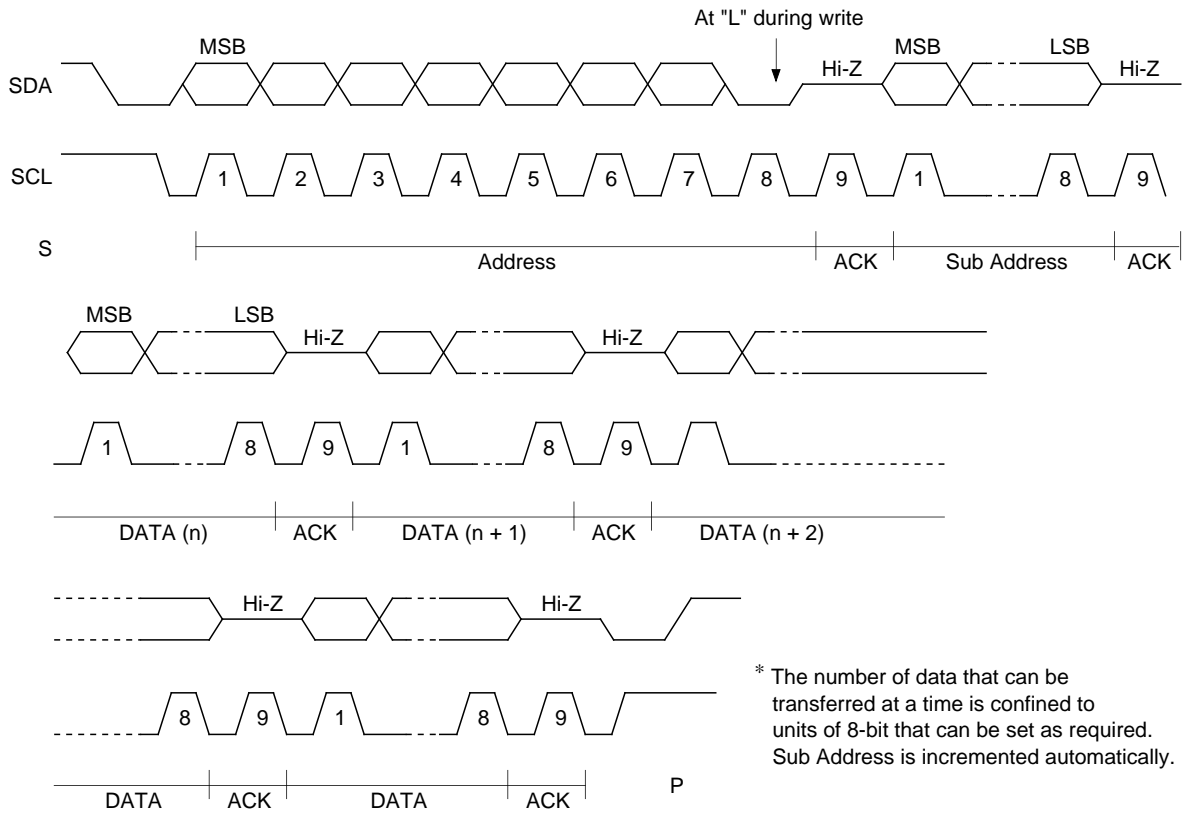 At "L" during write
MSB MSB LSB
Hi-Z Hi-Z
SDA
SCL 1 2 3 4 5 6 7 8 9 1 8 9
S
Address ACK Sub Address ACK
MSB LSB
Hi-Z Hi-Z
1 8 9 1 8 9
DATA (n) ACK DATA (n + 1) ACK DATA (n + 2)
Hi-Z Hi-Z
8 9 1 8 9
DATA ACK DATA ACK P
* The number of data that can be
transferred at a time is confined to
units of 8-bit that can be set as required.
Sub Address is incremented automatically.